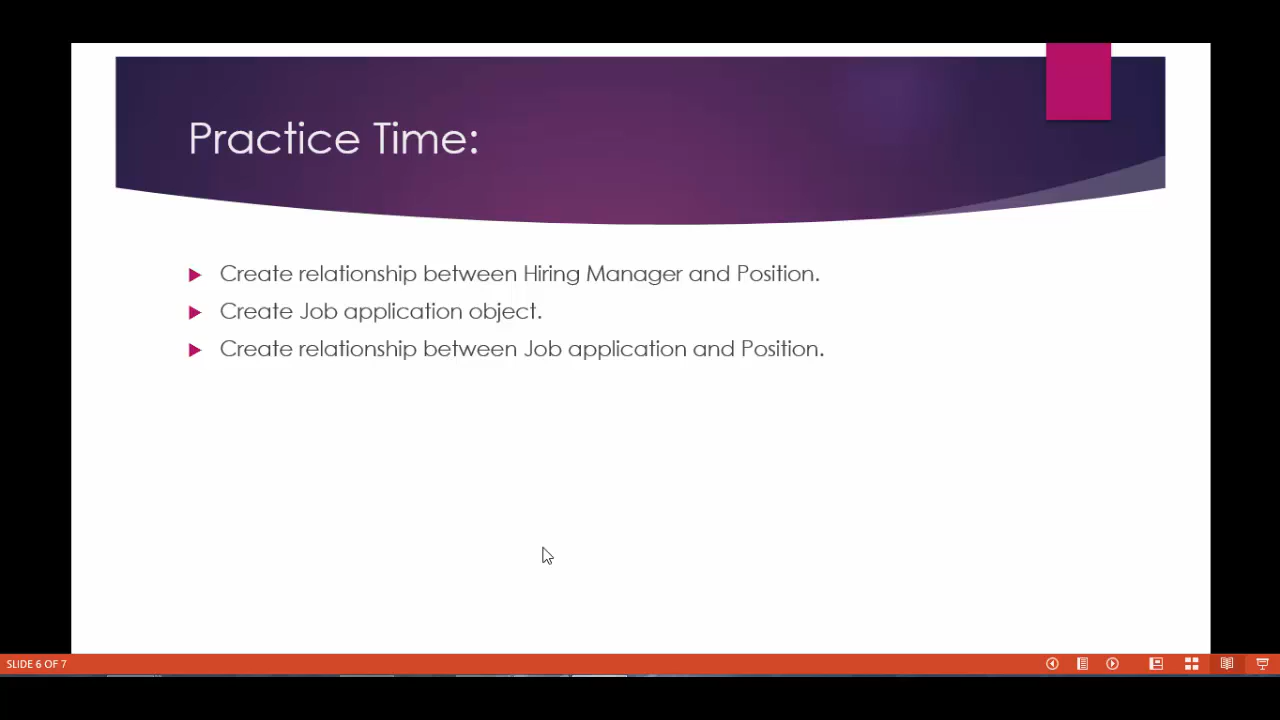 Practice Time:
Create relationship between Hiring Manager and Position.
Create Job application object.
Create relationship between Job application and Position.
SLIDE 6 OF 7